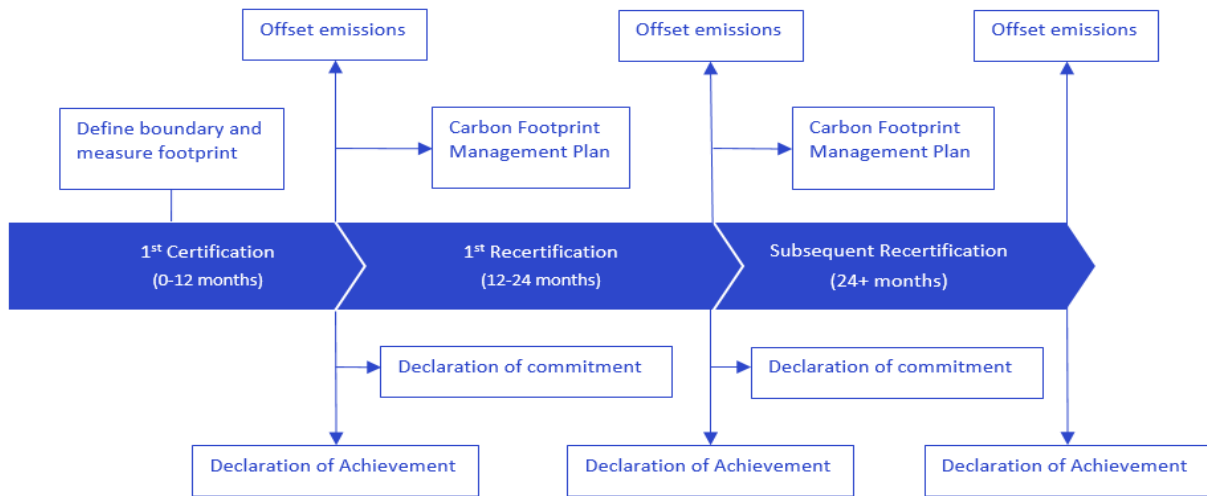 Offset emissions
Offset emissions
Offset emissions
Define boundary and
measure footprint
Carbon Footprint
Management Plan
Carbon Footprint
Management Plan
1st Certification
(0-12 months)
1st Recertification
(12-24 months)
Subsequent Recertification
(24+ months)
Declaration of commitment
Declaration of commitment
Declaration of Achievement
Declaration of Achievement
Declaration of Achievement